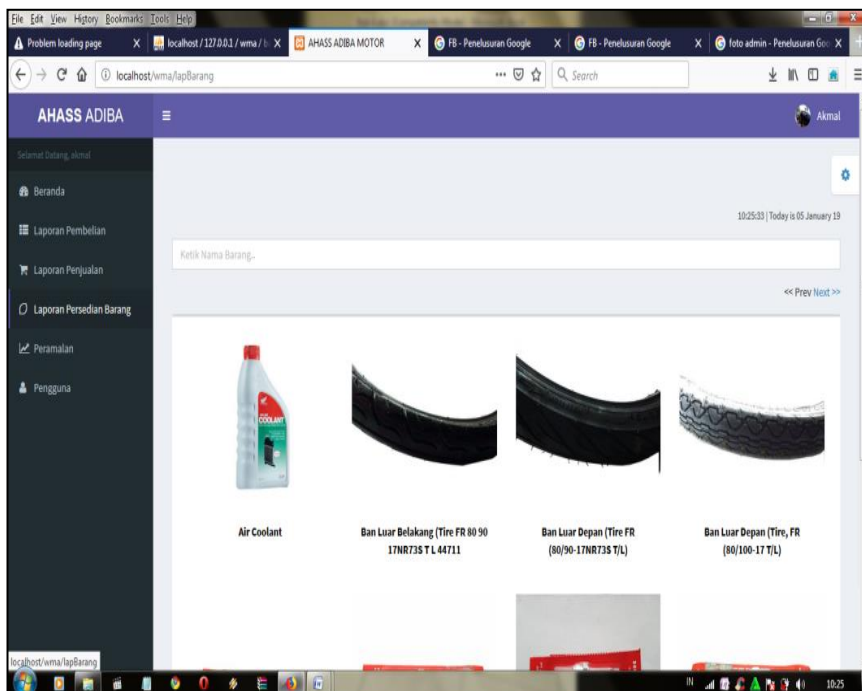 File Edit View History Bookmarks Tools Help
Problem loading page X localhost / 127.0.0.1 / wma / b X AHASS ADIBA MOTOR X FB - Penelusuran Google X FB - Penelusuran Google X foto admin - Penelusuran Goo X
localhost/wma/lapBarang ... Search
AHASS ADIBA Akmal
Selamat Datang, akmal
Beranda
10:25:33 | Today is 05 January 19
Laporan Pembelian
Ketik Nama Barang..
Laporan Penjualan
<< Prev Next >>
Laporan Persedian Barang
Peramalan
Pengguna
COOLANT
Air Coolant
Ban Luar Belakang (Tire FR 80 90
17NR73S T L 44711
Ban Luar Depan (Tire FR
(80/90-17NR73S T/L)
Ban Luar Depan (Tire, FR
(80/100-17 T/L)
localhost/wma/lapBarang
IN 10:25